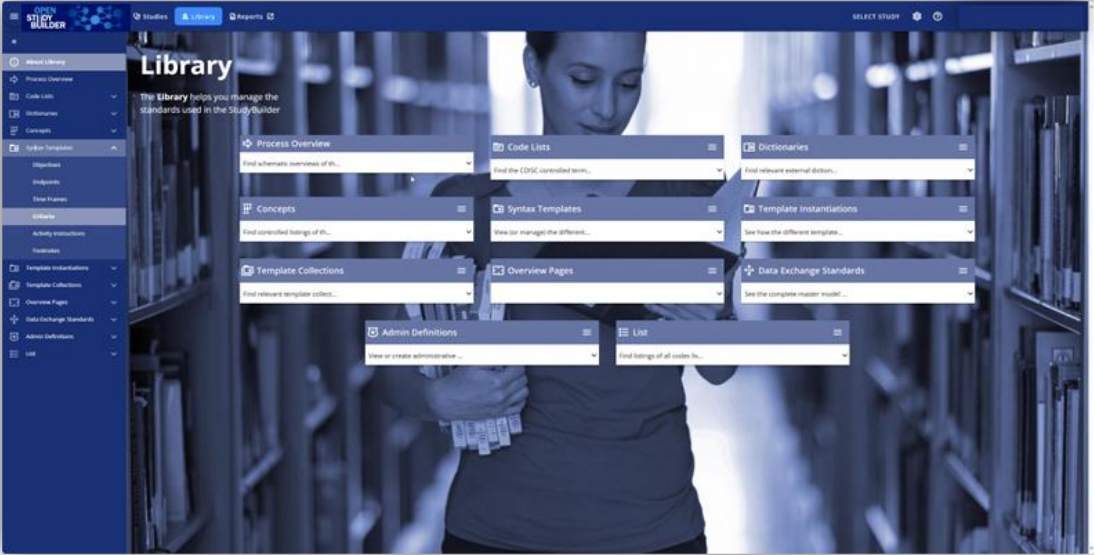 OPEN
STUDY
BUILDER
Studies
Library
Reports
SELECT STUDY
About Library
Process Overview
Code Lists
Dictionaries
Concepts
Syntax Templates
Objectives
Endpoints
Time Frames
Criteria
Activity Instructions
Footnotes
Template Instantiations
Template Collections
Overview Pages
Data Exchange Standards
Admin Definitions
List
Library
The Library helps you manage the
standards used in the StudyBuilder
Process Overview
Find schematic overviews of th...
Code Lists
Find the CDISC controlled term...
Dictionaries
Find relevant external diction...
Concepts
Find controlled listings of th...
Syntax Templates
View (or manage) the different...
Template Instantiations
See how the different template...
Template Collections
Find relevant template collect...
Overview Pages
Data Exchange Standards
See the complete master model ...
Admin Definitions
View or create administrative ...
List
Find listings of all codes lis...